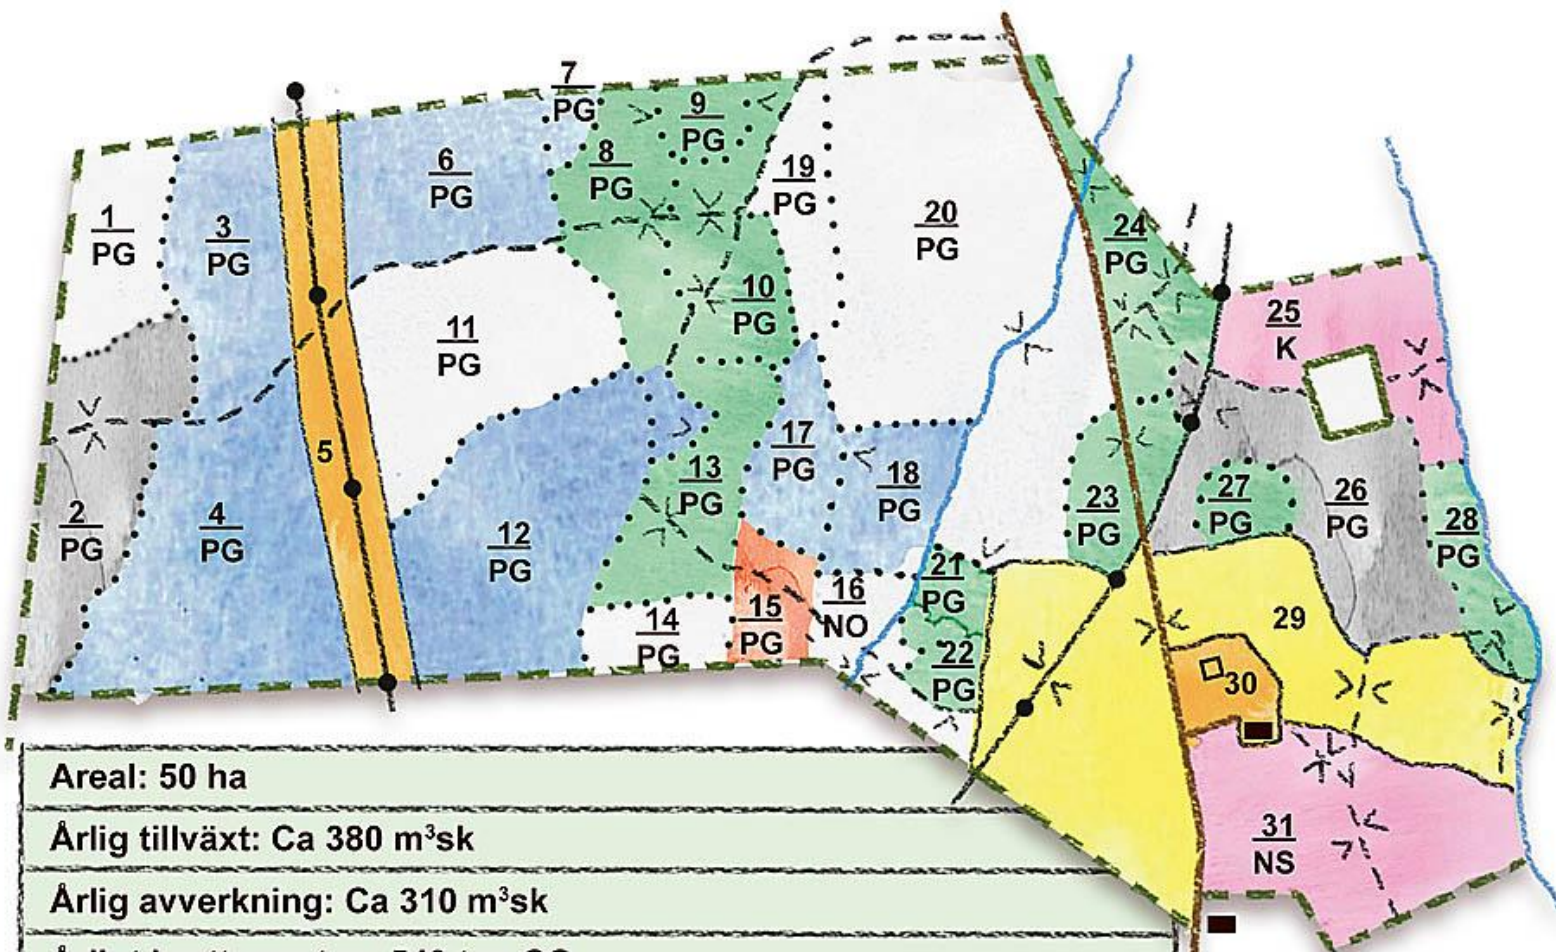 1
PG
2
PG
3
PG
4
PG
5
6
PG
7
PG
8
PG
9
PG
10
PG
11
PG
12
PG
13
PG
14
PG
15
PG
16
NO
17
PG
18
PG
19
PG
20
PG
21
PG
22
PG
23
PG
24
PG
25
K
26
PG
27
PG
28
PG
29
30
31
NS
Areal: 50 ha
Årlig tillväxt: Ca 380 m³sk
Årlig avverkning: Ca 310 m³sk